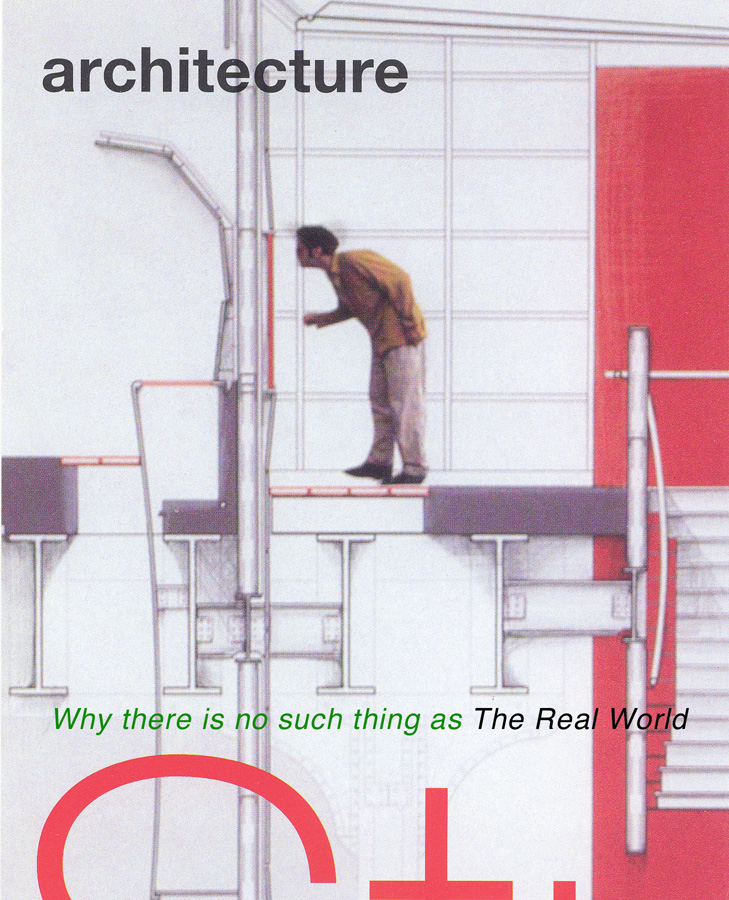 architecture
Why there is no such thing as The Real World